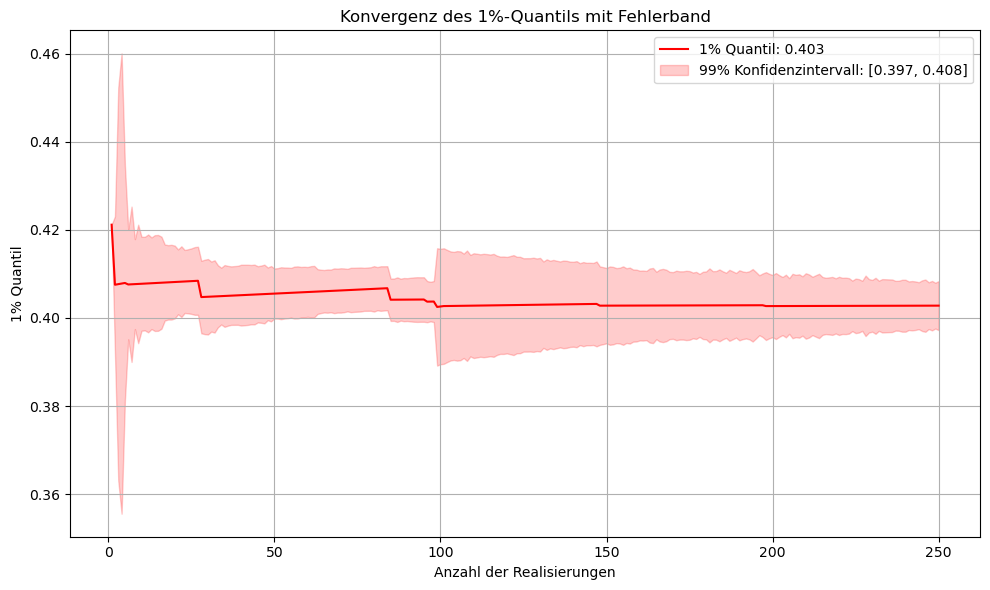 Konvergenz des 1%-Quantils mit Fehlerband
1% Quantil: 0.403
99% Konfidenzintervall: [0.397, 0.408]
1% Quantil
0.46
0.44
0.42
0.40
0.38
0.36
0
50
100
150
200
250
Anzahl der Realisierungen